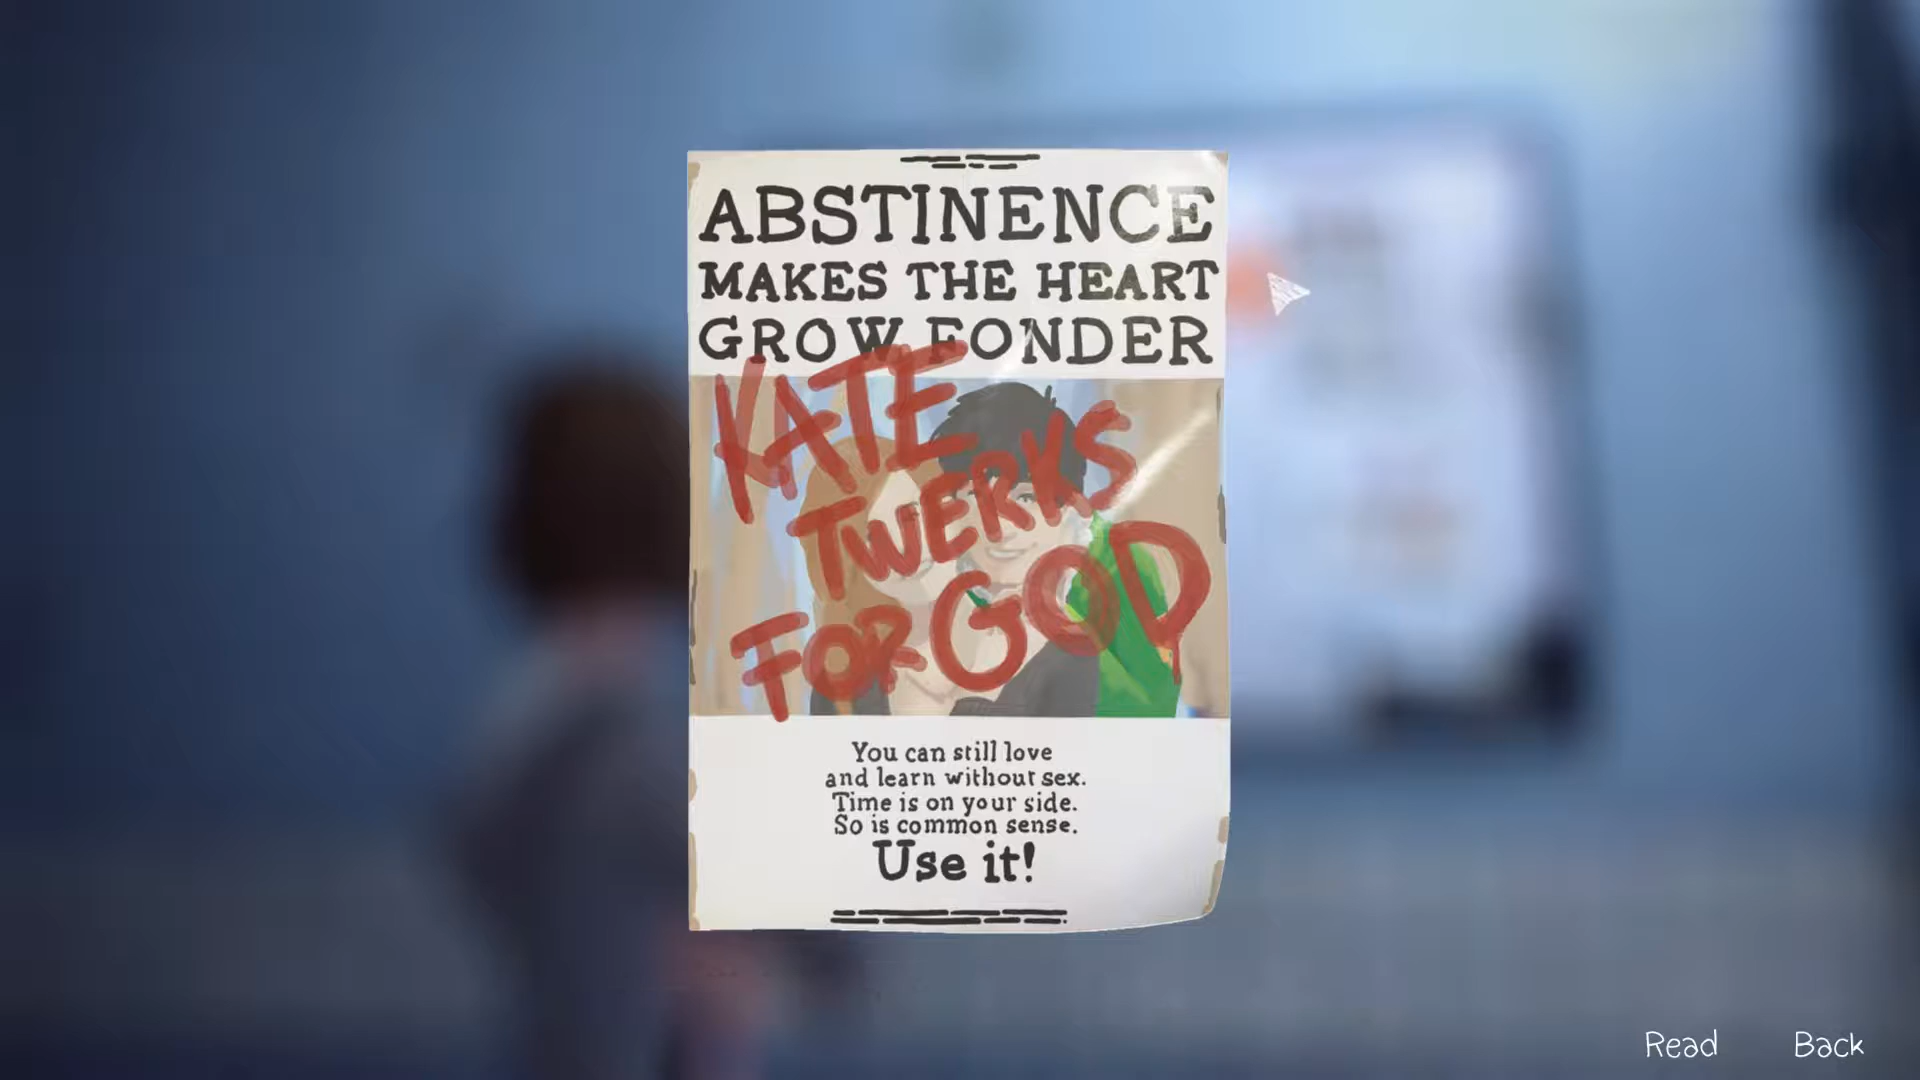 ABSTINENCE
MAKES THE HEART
GROW FONDER
KATE
TWERKS
FOR GOD
You can still love
and learn without sex.
Time is on your side.
So is common sense.
Use it!
Read Back